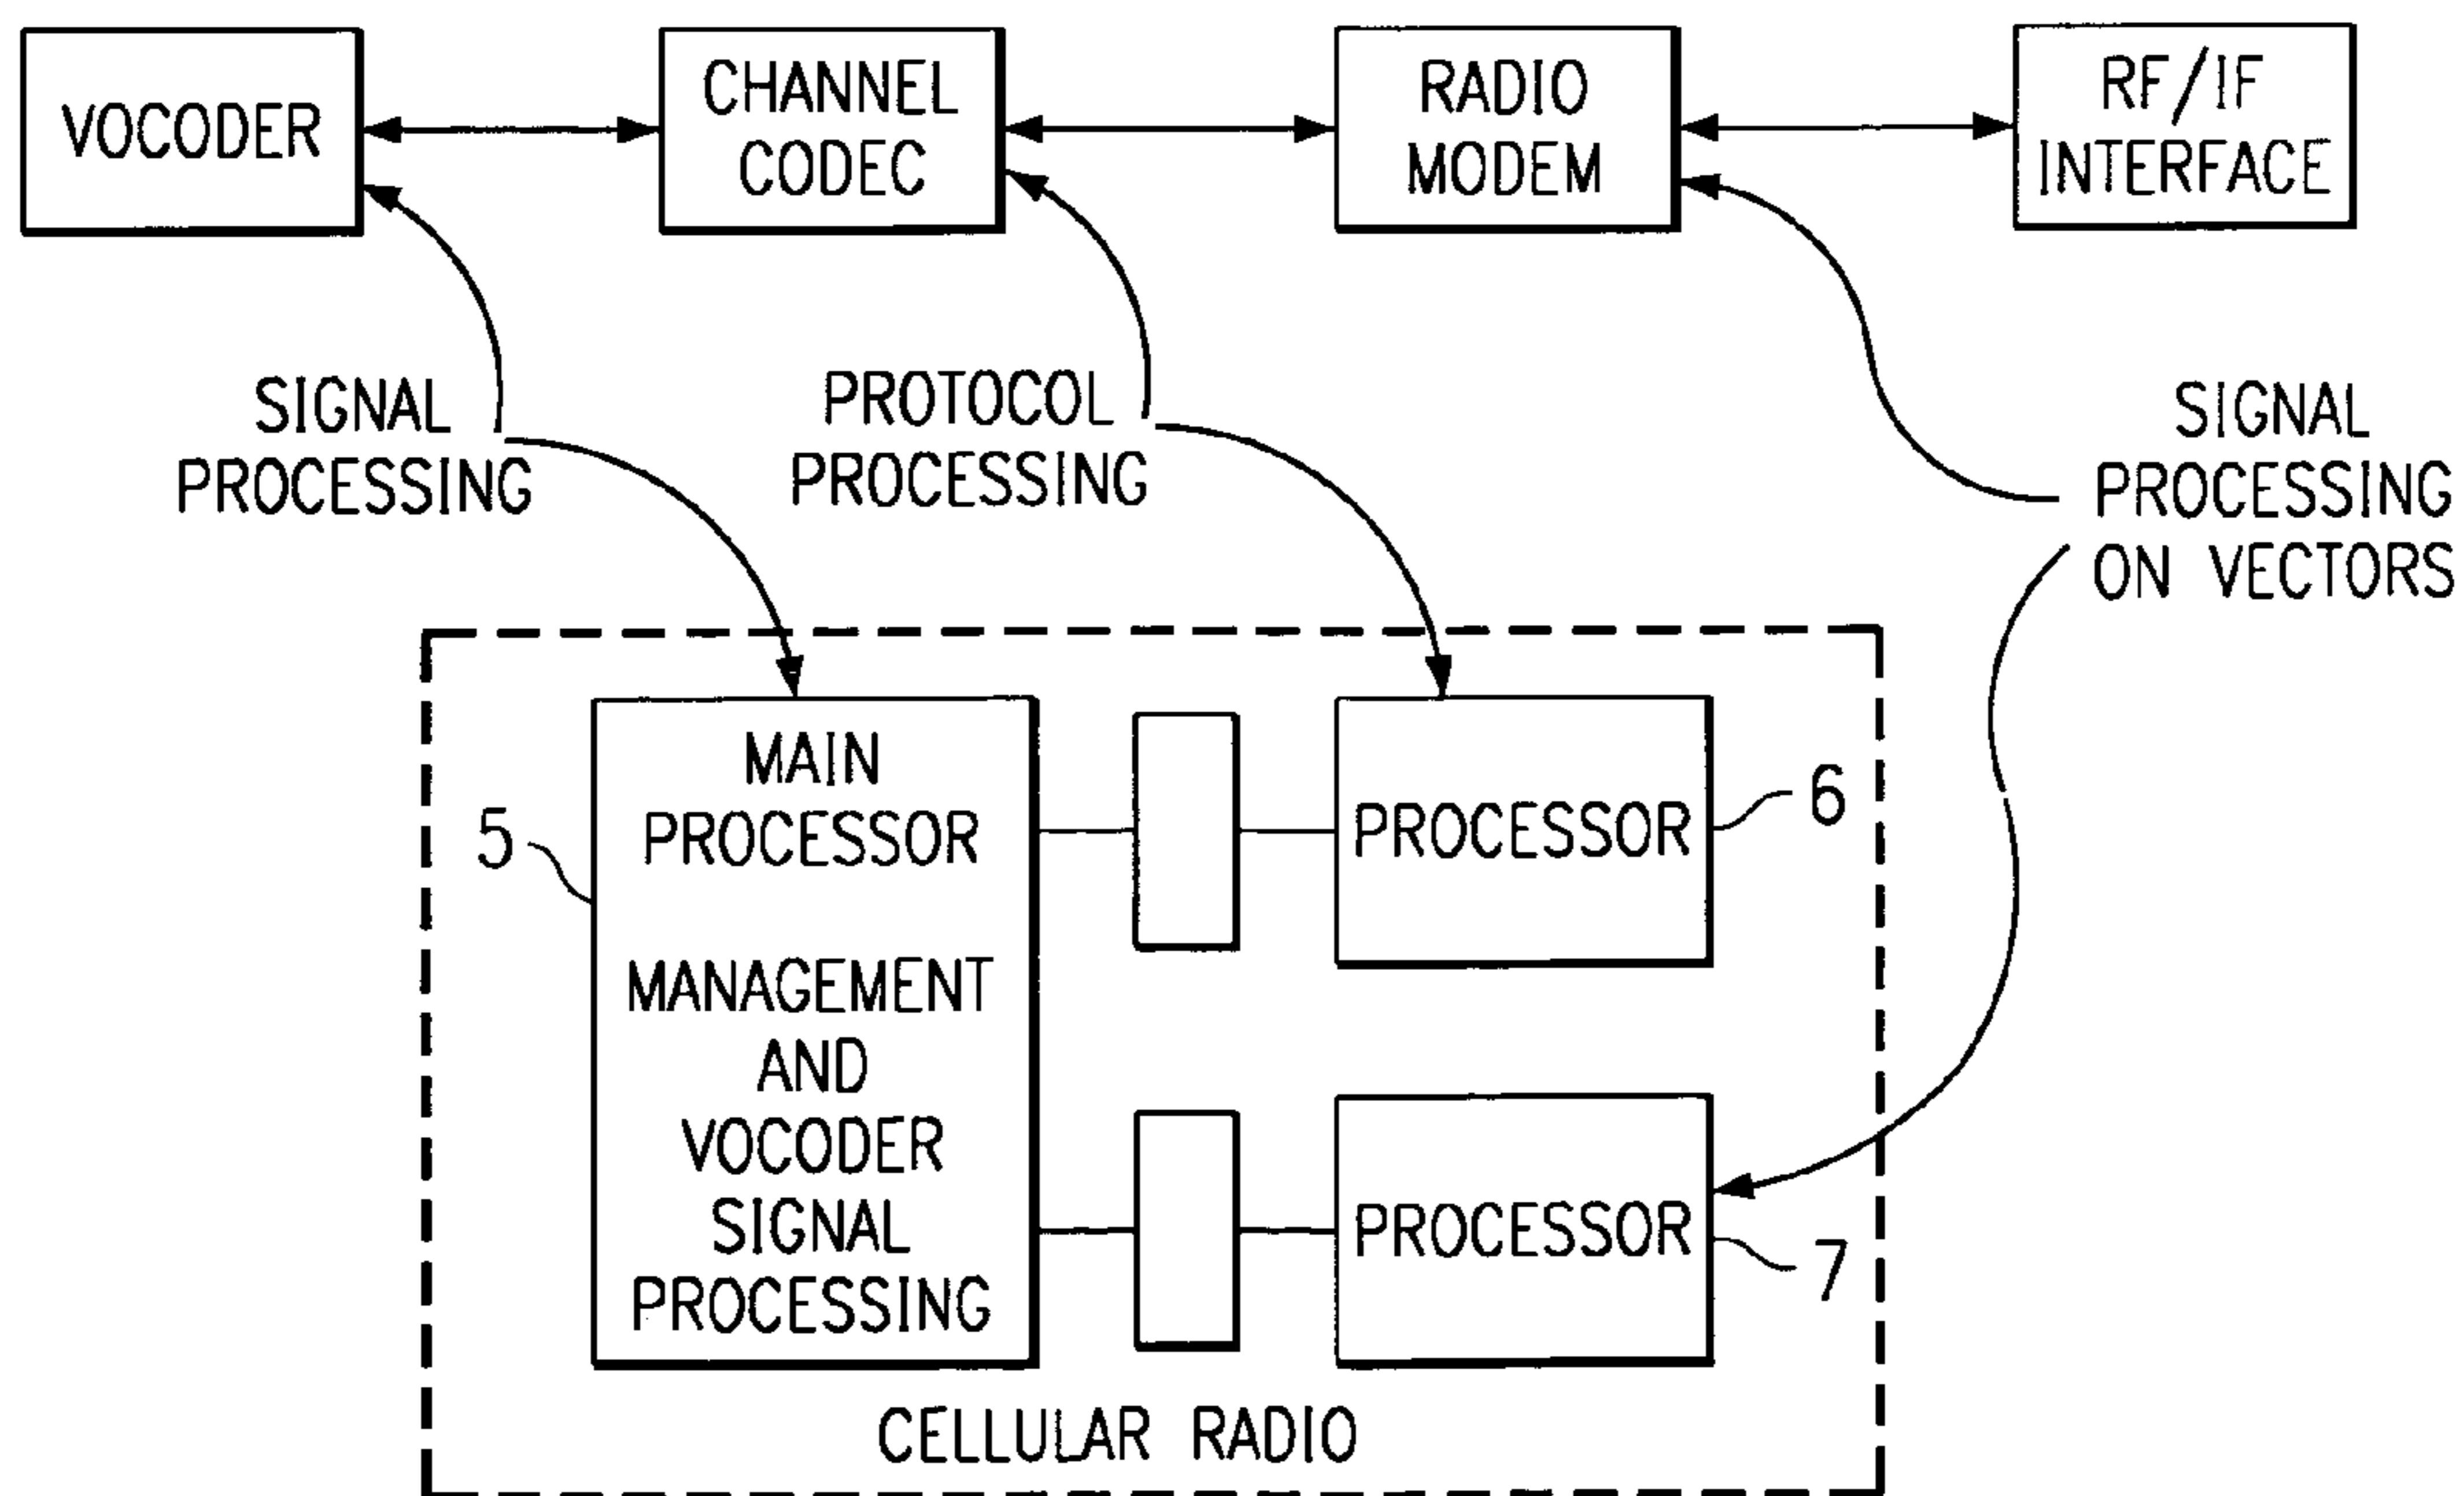 VOCODER
CHANNEL
CODEC
RADIO
MODEM
RF/IF
INTERFACE
SIGNAL
PROCESSING
PROTOCOL
PROCESSING
SIGNAL
PROCESSING
ON VECTORS
5
MAIN
PROCESSOR
MANAGEMENT
AND
VOCODER
SIGNAL
PROCESSING
PROCESSOR
6
PROCESSOR
7
CELLULAR RADIO